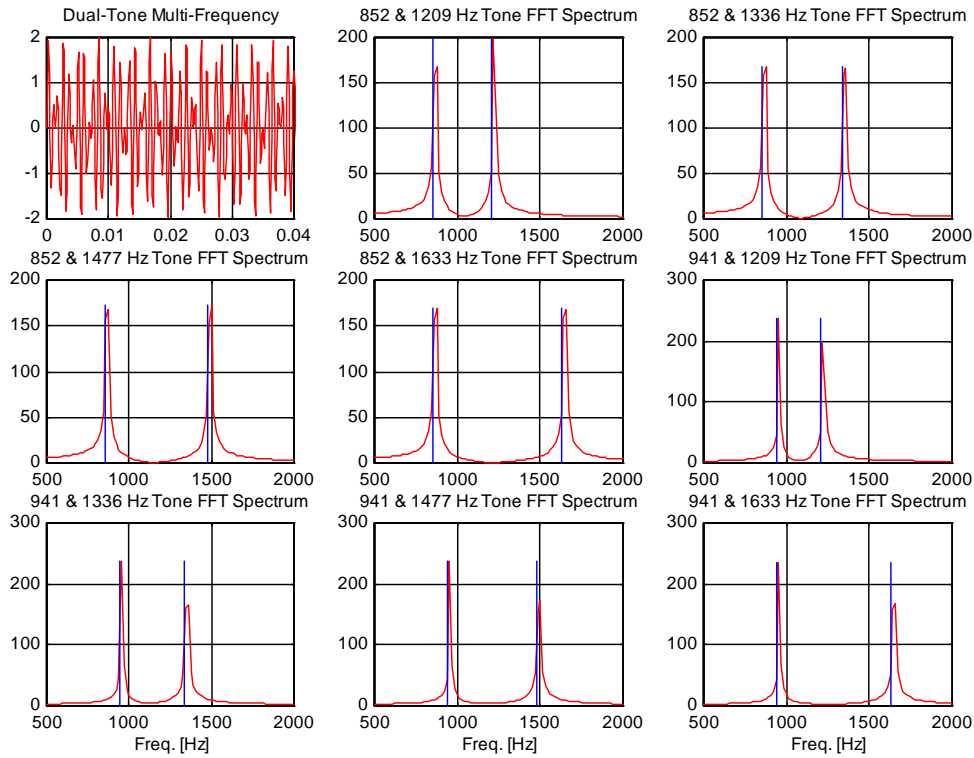 Dual-Tone Multi-Frequency
2
1
0
-1
-2
0 0.01 0.02 0.03 0.04
852 & 1209 Hz Tone FFT Spectrum
200
150
100
50
0
500 1000 1500 2000
852 & 1336 Hz Tone FFT Spectrum
200
150
100
50
0
500 1000 1500 2000
852 & 1477 Hz Tone FFT Spectrum
200
150
100
50
0
500 1000 1500 2000
852 & 1633 Hz Tone FFT Spectrum
200
150
100
50
0
500 1000 1500 2000
941 & 1209 Hz Tone FFT Spectrum
300
200
100
0
500 1000 1500 2000
941 & 1336 Hz Tone FFT Spectrum
300
200
100
0
500 1000 1500 2000
Freq. [Hz]
941 & 1477 Hz Tone FFT Spectrum
300
200
100
0
500 1000 1500 2000
Freq. [Hz]
941 & 1633 Hz Tone FFT Spectrum
300
200
100
0
500 1000 1500 2000
Freq. [Hz]